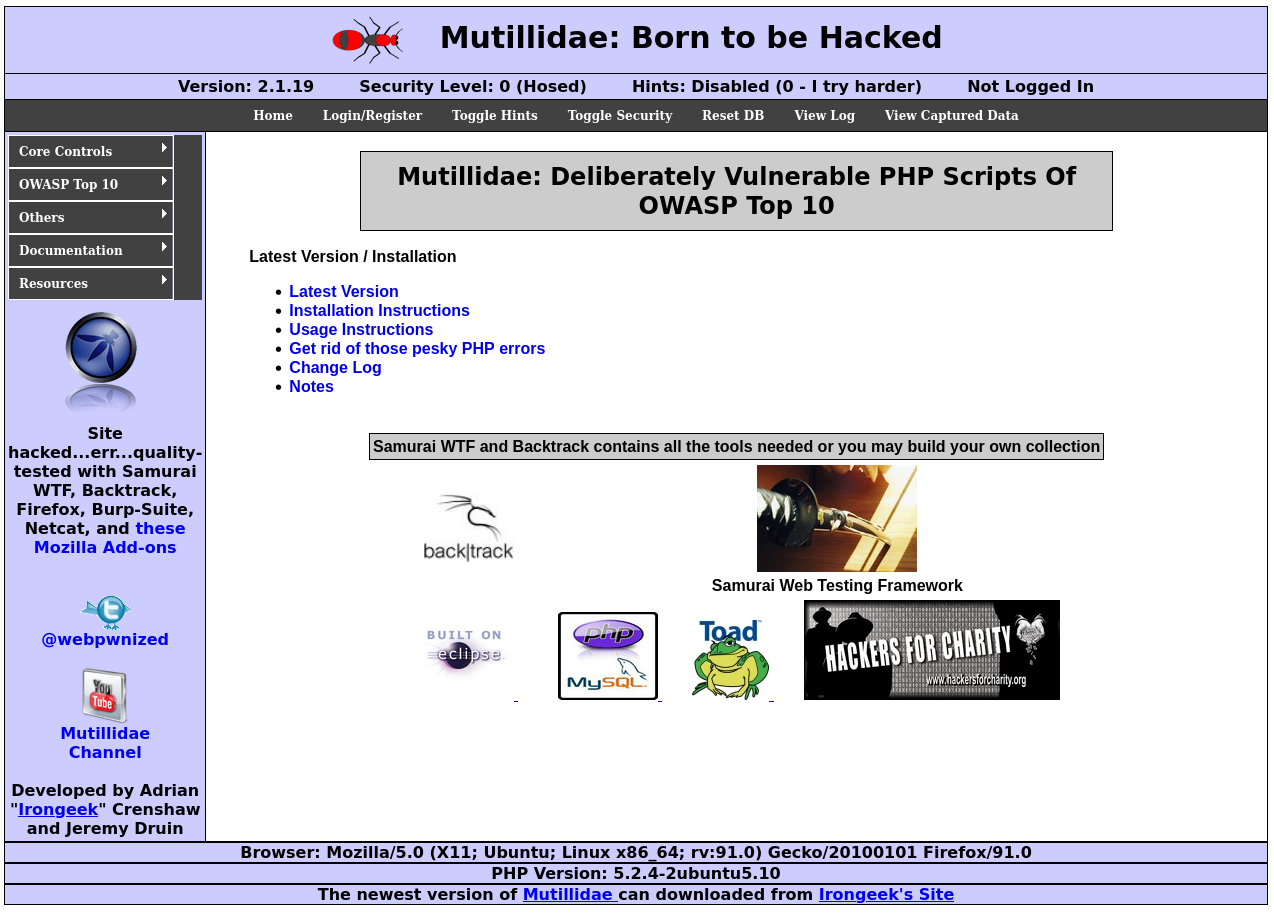 Mutillidae: Born to be Hacked
Version: 2.1.19 Security Level: 0 (Hosed) Hints: Disabled (0 - I try harder) Not Logged In
Home Login/Register Toggle Hints Toggle Security Reset DB View Log View Captured Data
Core Controls
OWASP Top 10
Others
Documentation
Resources
Site
hacked...err...quality-
tested with Samurai
WTF, Backtrack,
Firefox, Burp-Suite,
Netcat, and these
Mozilla Add-ons
@webpwnized
You
Tube
Mutillidae
Channel
Developed by Adrian
"Irongeek" Crenshaw
and Jeremy Druin
Mutillidae: Deliberately Vulnerable PHP Scripts Of
OWASP Top 10
Latest Version / Installation
• Latest Version
• Installation Instructions
• Usage Instructions
• Get rid of those pesky PHP errors
• Change Log
• Notes
Samurai WTF and Backtrack contains all the tools needed or you may build your own collection
back|track
Samurai Web Testing Framework
BUILT ON
eclipse
php
MySQL
Toad
HACKERS FOR CHARITY
www.hackersforcharity.org
Browser: Mozilla/5.0 (X11; Ubuntu; Linux x86_64; rv:91.0) Gecko/20100101 Firefox/91.0
PHP Version: 5.2.4-2ubuntu5.10
The newest version of Mutillidae can downloaded from Irongeek's Site